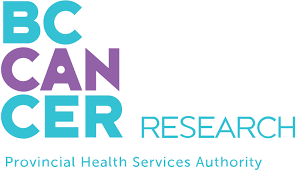 BC
CAN
CER RESEARCH
Provincial Health Services Authority